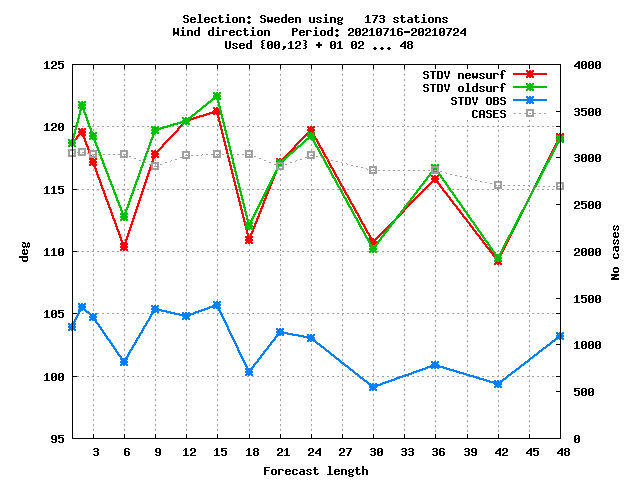 Selection: Sweden using   173 stations
Wind direction   Period: 20210716-20210724
Used {00,12} + 01 02 ... 48
STDV newsurf
STDV oldsurf
STDV OBS
CASES
125
120
115
110
105
100
95
deg
4000
3500
3000
2500
2000
1500
1000
500
0
No cases
3 6 9 12 15 18 21 24 27 30 33 36 39 42 45 48
Forecast length